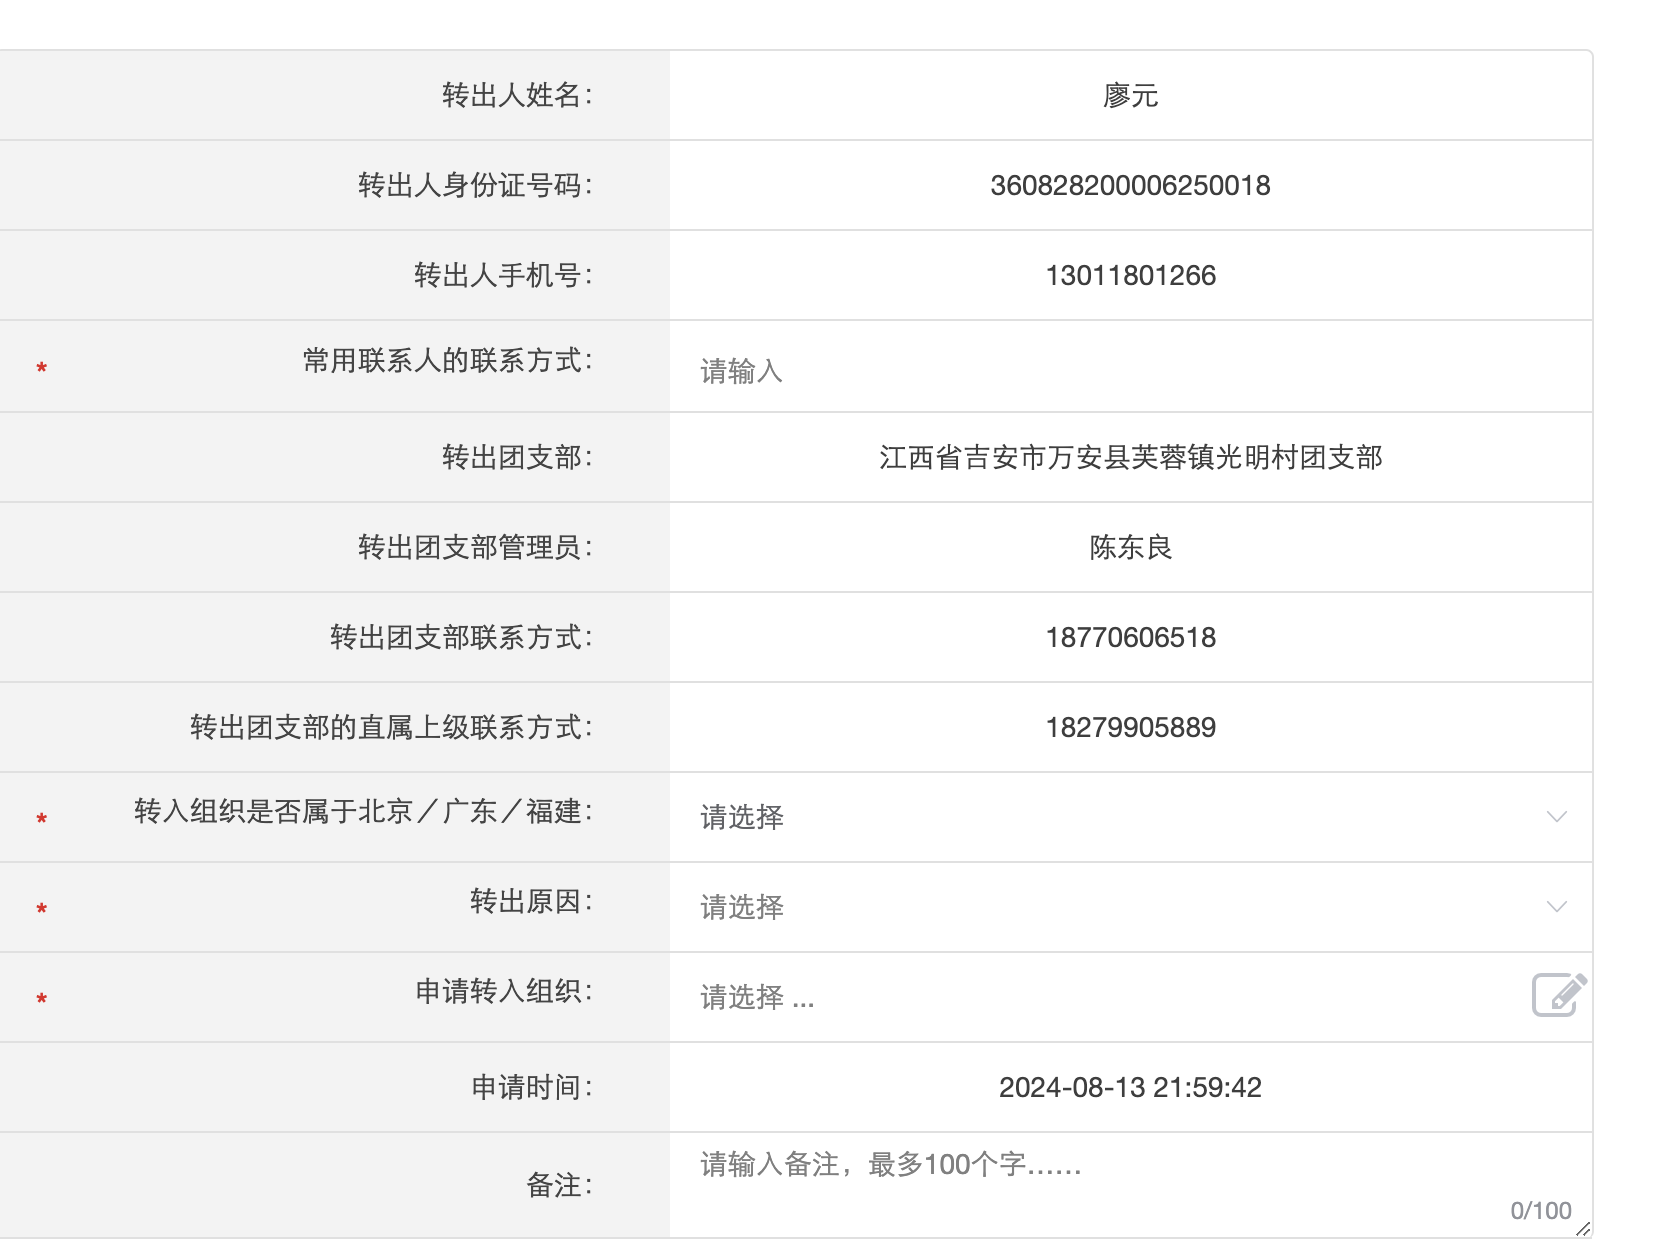 转出人姓名： 廖元
转出人身份证号码： 360828200006250018
转出人手机号： 13011801266
* 常用联系人的联系方式： 请输入
转出团支部： 江西省吉安市万安县芙蓉镇光明村团支部
转出团支部管理员： 陈东良
转出团支部联系方式： 18770606518
转出团支部的直属上级联系方式： 18279905889
* 转入组织是否属于北京／广东／福建： 请选择
* 转出原因： 请选择
* 申请转入组织： 请选择 ...
申请时间： 2024-08-13 21:59:42
备注： 请输入备注，最多100个字……
0/100